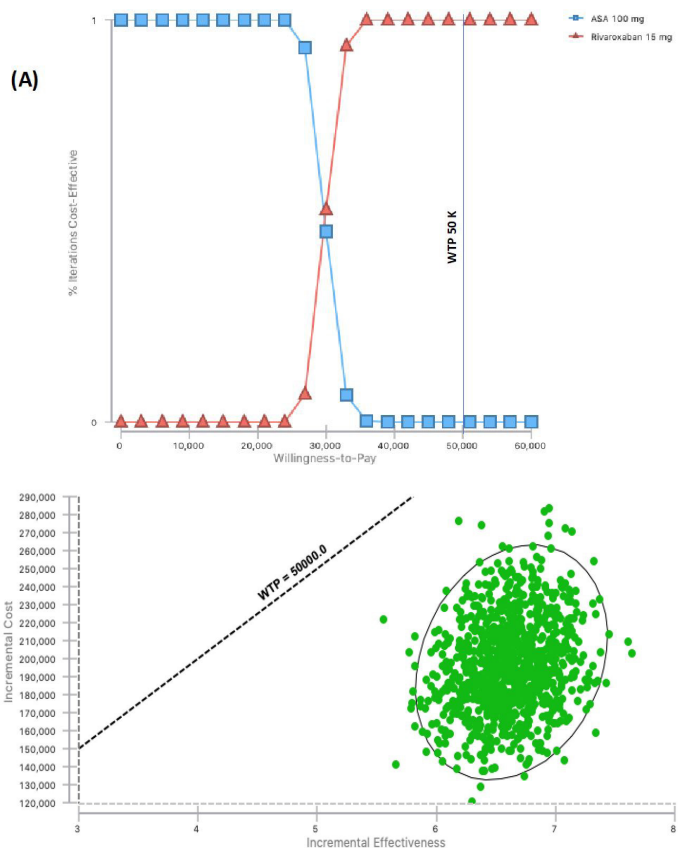 (A)
ASA 100 mg
Rivaroxaban 15 mg
% Iterations Cost-Effective
1
0
WTP 50 K
0 10,000 20,000 30,000 40,000 50,000 60,000
Willingness-to-Pay
Incremental Cost
290,000
280,000
270,000
260,000
250,000
240,000
230,000
220,000
210,000
200,000
190,000
180,000
170,000
160,000
150,000
140,000
130,000
120,000
WTP = 50000.0
3 4 5 6 7 8
Incremental Effectiveness